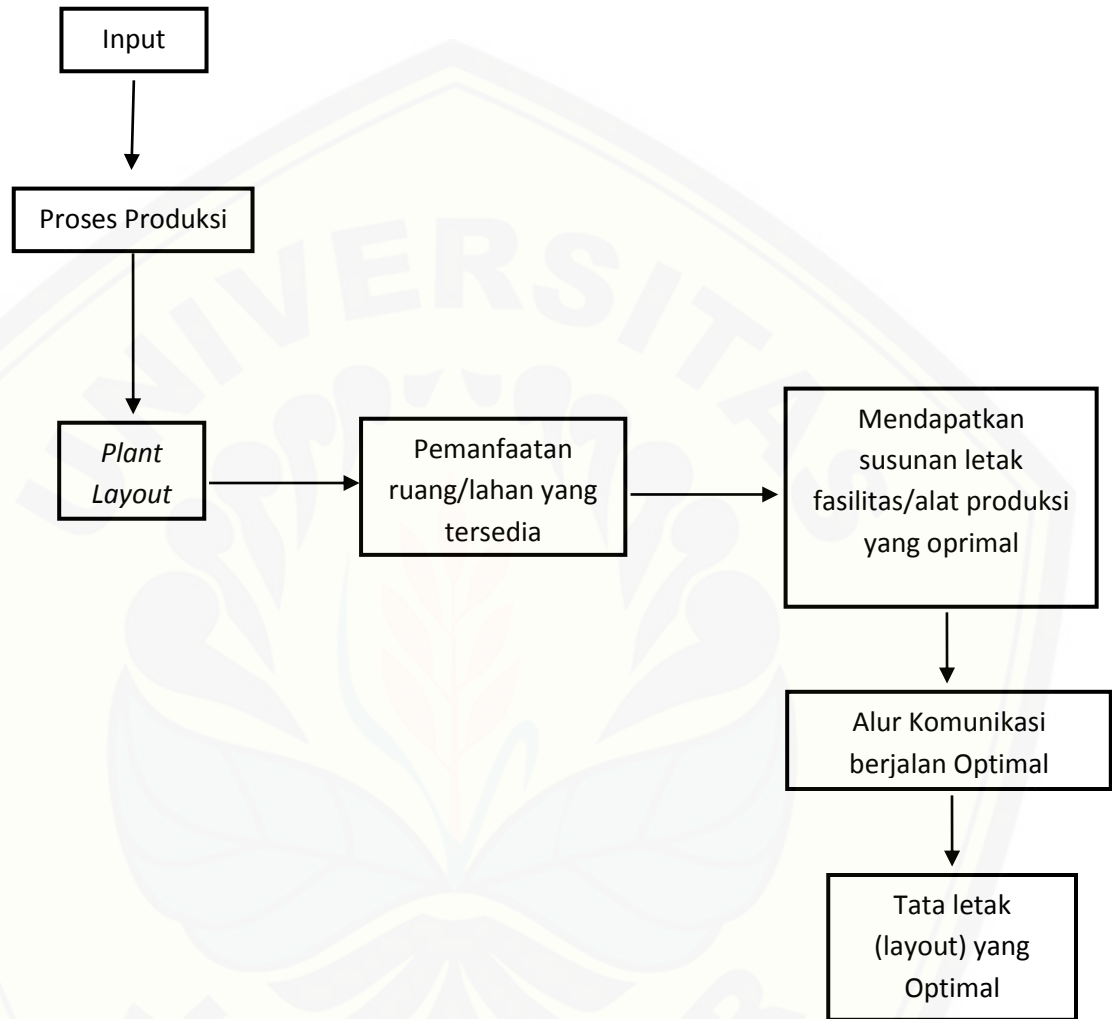 Input
Proses Produksi
Plant
Layout
Pemanfaatan
ruang/lahan yang
tersedia
Mendapatkan
susunan letak
fasilitas/alat produksi
yang oprimal
Alur Komunikasi
berjalan Optimal
Tata letak
(layout) yang
Optimal
UNIVERSITAS